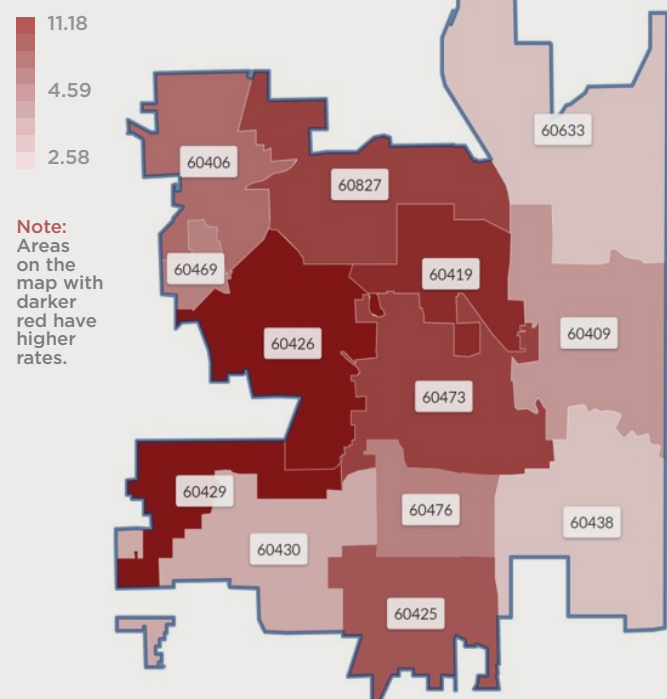 11.18
4.59
2.58
Note:
Areas
on the
map with
darker
red have
higher
rates.
60633
60406
60827
60469
60419
60409
60426
60473
60429
60476
60438
60430
60425